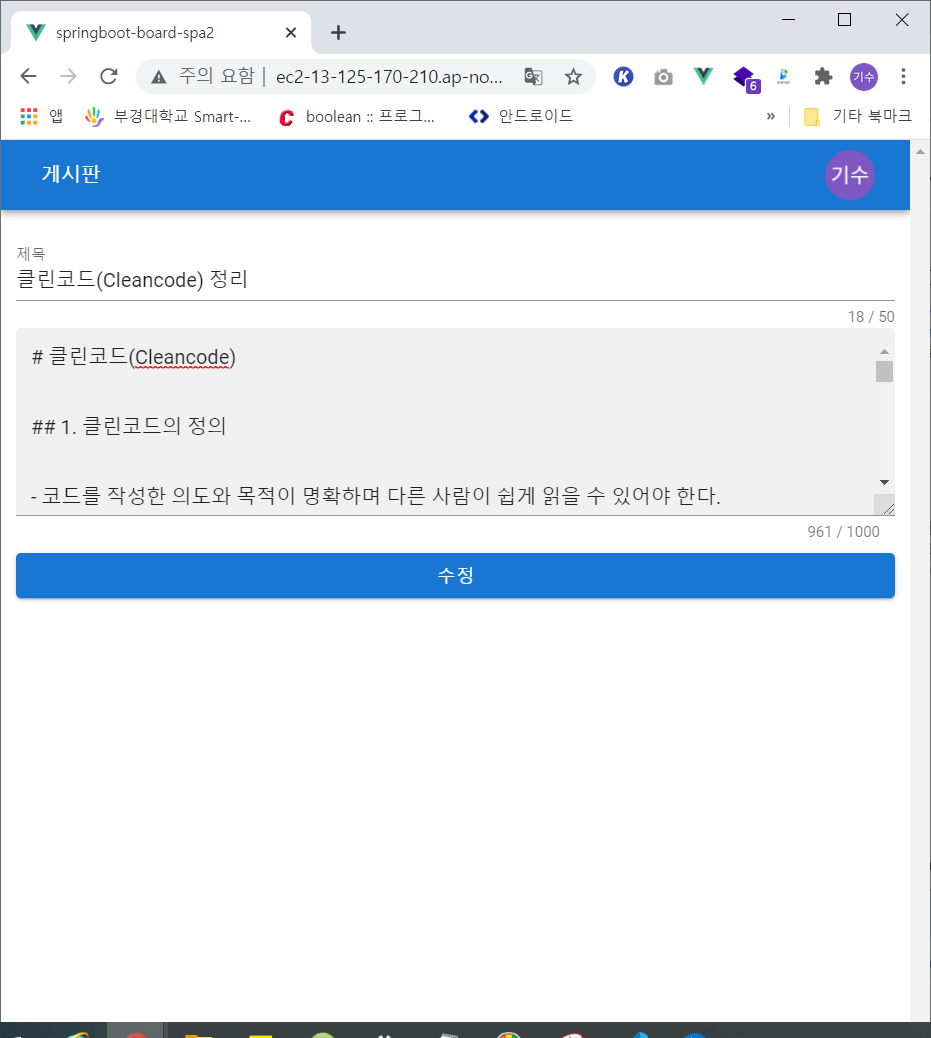 springboot-board-spa2
주의 요함 | ec2-13-125-170-210.ap-no...
6
기수
앱
부경대학교 Smart-...
boolean :: 프로그...
안드로이드
»
기타 북마크
게시판
기수
제목
클린코드(Cleancode) 정리
18 / 50
# 클린코드(Cleancode)
## 1. 클린코드의 정의
- 코드를 작성한 의도와 목적이 명확하며 다른 사람이 쉽게 읽을 수 있어야 한다.
961 / 1000
수정